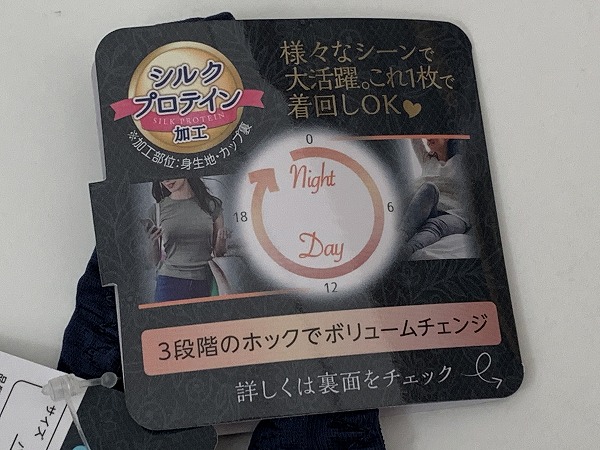 シルク
プロテイン
SILK PROTEIN
加工
※加工部位:身生地・カップ裏
様々なシーンで
大活躍。これ1枚で
着回しOK♥
0
Night
18
6
Day
12
3段階のホックでボリュームチェンジ
詳しくは裏面をチェック
サイズ